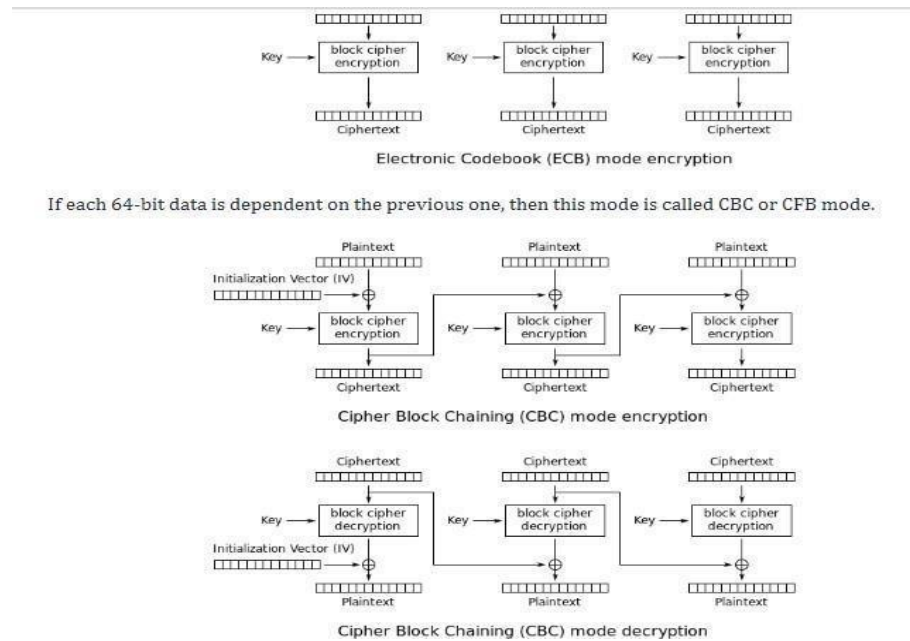 Key block cipher encryption Key block cipher encryption Key block cipher encryption
Ciphertext Ciphertext Ciphertext
Electronic Codebook (ECB) mode encryption
If each 64-bit data is dependent on the previous one, then this mode is called CBC or CFB mode.
Plaintext Plaintext Plaintext
Initialization Vector (IV)
Key block cipher encryption Key block cipher encryption Key block cipher encryption
Ciphertext Ciphertext Ciphertext
Cipher Block Chaining (CBC) mode encryption
Ciphertext Ciphertext Ciphertext
Key block cipher decryption Key block cipher decryption Key block cipher decryption
Initialization Vector (IV)
Plaintext Plaintext Plaintext
Cipher Block Chaining (CBC) mode decryption